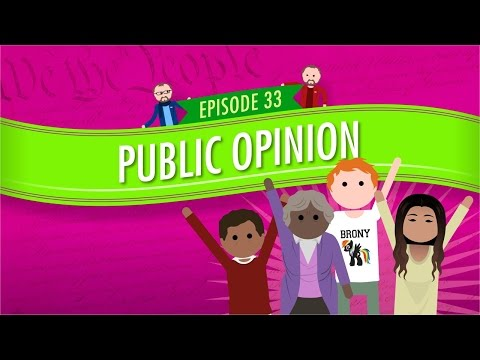 We the People
EPISODE 33
PUBLIC OPINION
BRONY